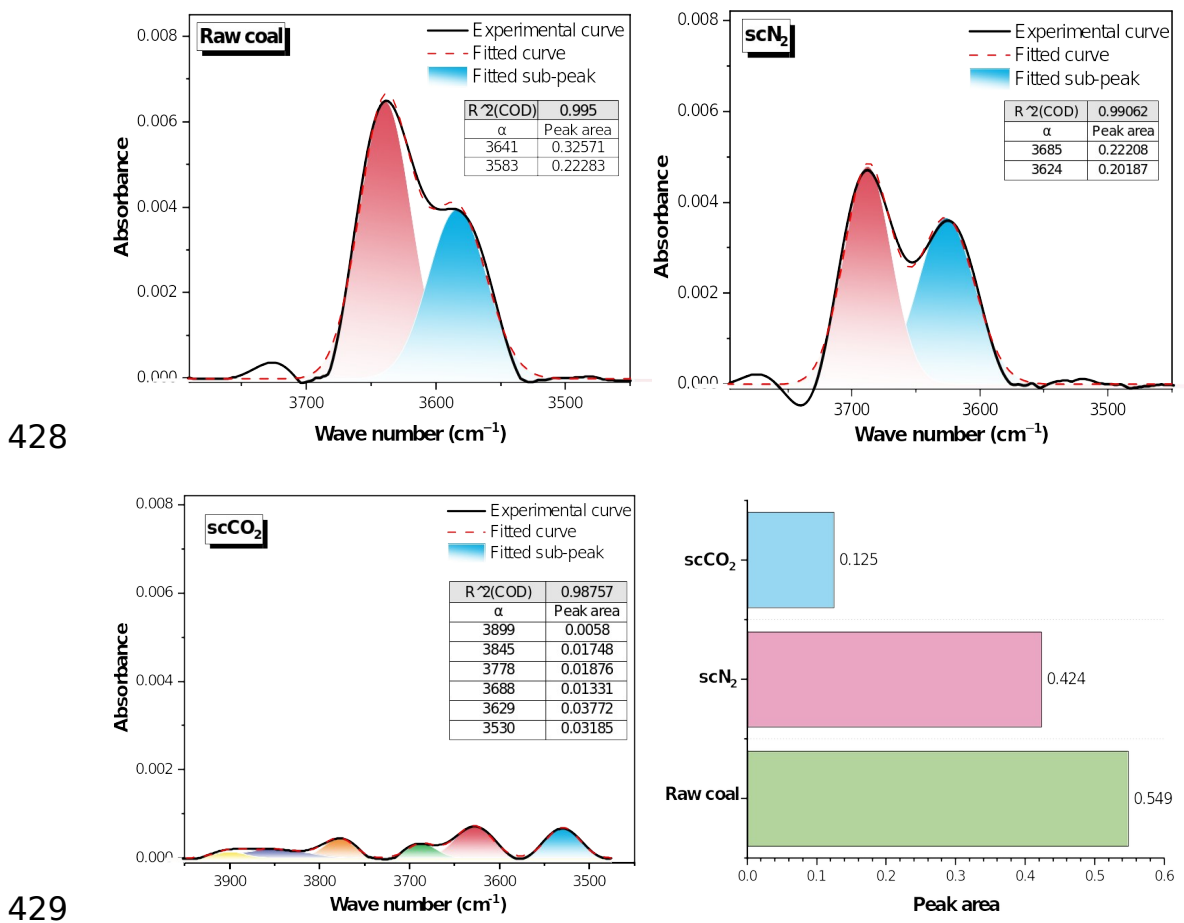 Raw coal
Experimental curve
Fitted curve
Fitted sub-peak
R^2(COD) 0.995
α Peak area
3641 0.32571
3583 0.22283
0.008
0.006
0.004
0.002
0.000
Absorbance
3700 3600 3500
Wave number (cm⁻¹)
scN₂
Experimental curve
Fitted curve
Fitted sub-peak
R^2(COD) 0.99062
α Peak area
3685 0.22208
3624 0.20187
0.008
0.006
0.004
0.002
0.000
Absorbance
3700 3600 3500
Wave number (cm⁻¹)
428
scCO₂
Experimental curve
Fitted curve
Fitted sub-peak
R^2(COD) 0.98757
α Peak area
3899 0.0058
3845 0.01748
3778 0.01876
3688 0.01331
3629 0.03772
3530 0.03185
0.008
0.006
0.004
0.002
0.000
Absorbance
3900 3800 3700 3600 3500
Wave number (cm⁻¹)
scCO₂ 0.125
scN₂ 0.424
Raw coal 0.549
0.0 0.1 0.2 0.3 0.4 0.5 0.6
Peak area
429